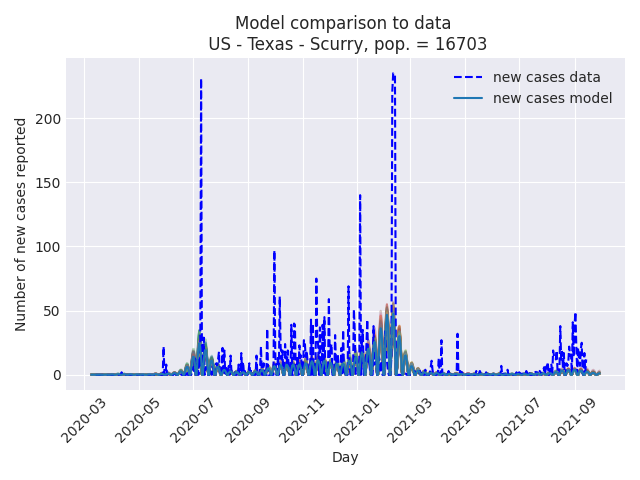 Model comparison to data
US - Texas - Scurry, pop. = 16703
new cases data
new cases model
Number of new cases reported
200
150
100
50
0
2020-03
2020-05
2020-07
2020-09
2020-11
2021-01
2021-03
2021-05
2021-07
2021-09
Day